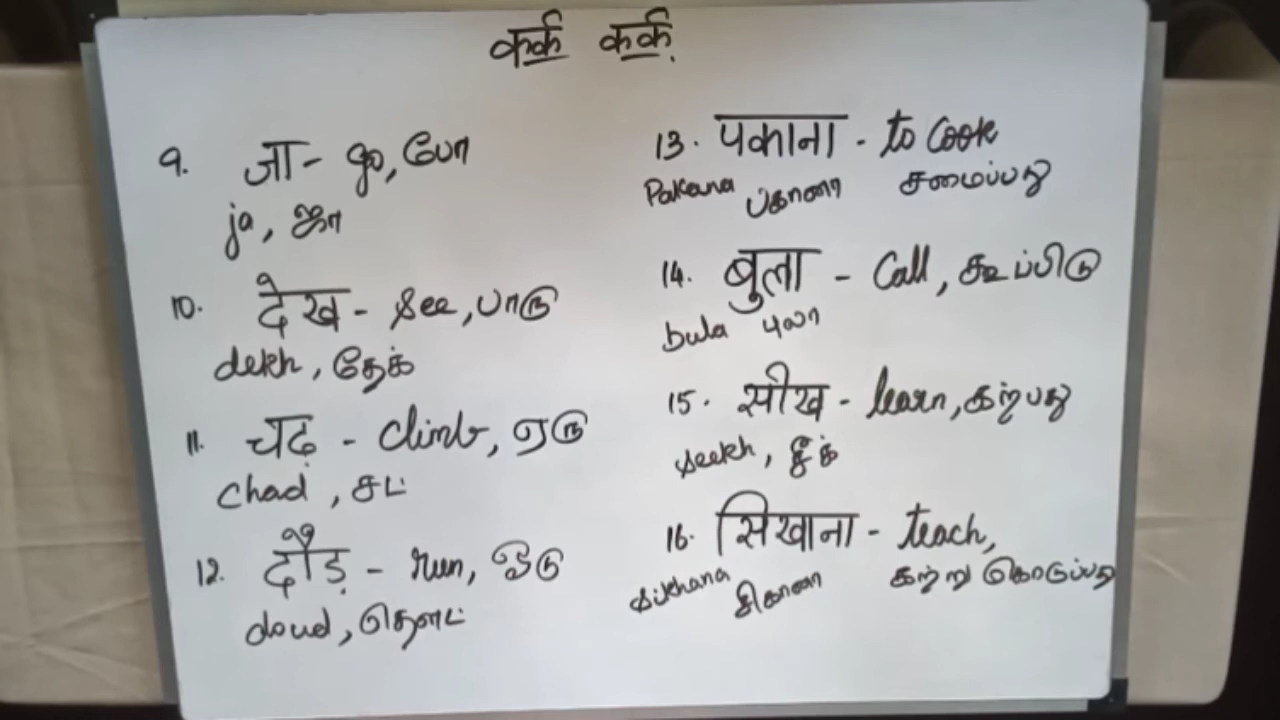 कर्क कर्क.
9. जा - go, போ
ja, ஜா
10. देख - see, பாரு
dekh, தேக்
11. चढ़ - climb, ஏறு
chad, சட்
12. दौड़ - run, ஓடு
doud, தௌட்
13. पकाना - to cook
Pakana பகானா சமைப்பது
14. बुला - Call, கூப்பிடு
bula புலா
15. सीख - learn, கற்பது
seekh, சீக்
16. सिखाना - teach,
sikhana சிகானா கற்று கொடுப்பது